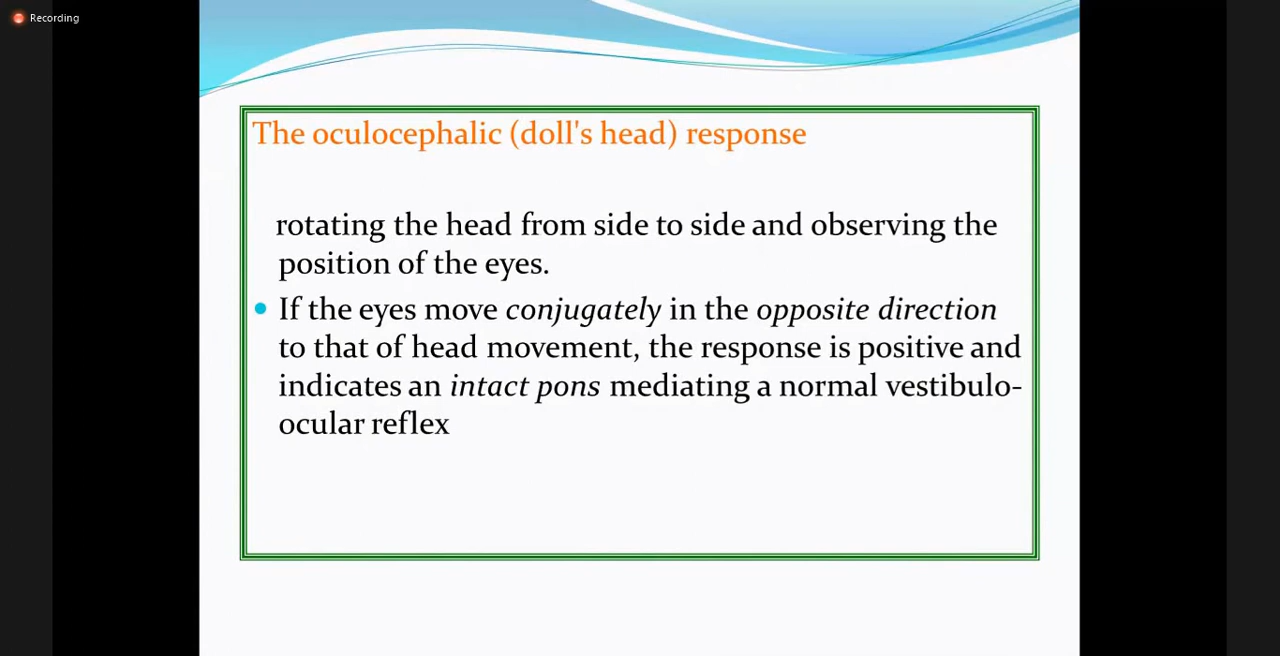 Recording
The oculocephalic (doll's head) response
rotating the head from side to side and observing the
position of the eyes.
If the eyes move conjugately in the opposite direction
to that of head movement, the response is positive and
indicates an intact pons mediating a normal vestibulo-
ocular reflex